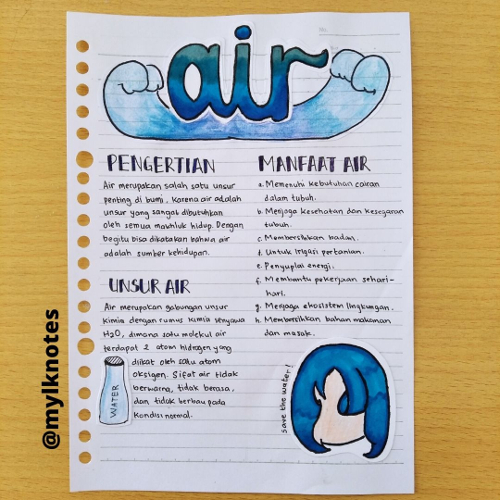 air
PENGERTIAN
Air merupakan salah satu unsur
penting di bumi, karena air adalah
unsur yang sangat dibutuhkan
oleh semua makhluk hidup. Dengan
begitu bisa dikatakan bahwa air
adalah sumber kehidupan.
UNSUR AIR
Air merupakan gabungan unsur
kimia dengan rumus kimia senyawa
H2O, dimana satu molekul air
terdapat 2 atom hidrogen yang
diikat oleh satu atom
oksigen. Sifat air tidak
berwarna, tidak berasa,
dan tidak berbau pada
kondisi normal.
WATER
MANFAAT AIR
a. Memenuhi kebutuhan cairan
dalam tubuh.
b. Menjaga kesehatan dan kesegaran
tubuh.
c. Membersihkan badan.
d. Untuk irigasi pertanian.
e. Penyuplai energi.
f. Membantu pekerjaan sehari-
hari.
g. Menjaga ekosistem lingkungan.
h. Membersihkan bahan makanan
dan masak.
save the water!
@mylknotes